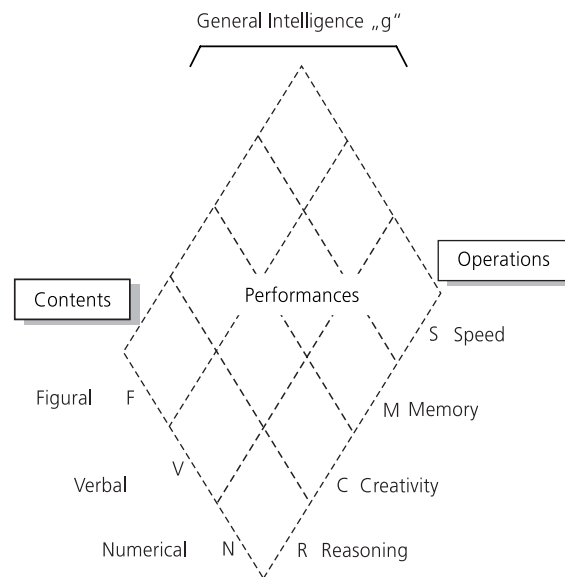 General Intelligence „g“
Operations
Contents
Performances
S Speed
Figural F
M Memory
V
Verbal
C Creativity
Numerical N
R Reasoning